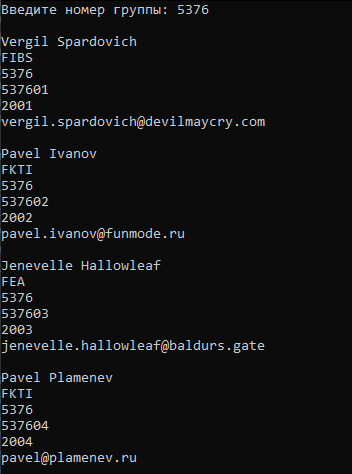 Введите номер группы: 5376
Vergil Spardovich
FIBS
5376
537601
2001
vergil.spardovich@devilmaycry.com
Pavel Ivanov
FKTI
5376
537602
2002
pavel.ivanov@funmode.ru
Jenevelle Hallowleaf
FEA
5376
537603
2003
jenevelle.hallowleaf@baldurs.gate
Pavel Plamenev
FKTI
5376
537604
2004
pavel@plamenev.ru